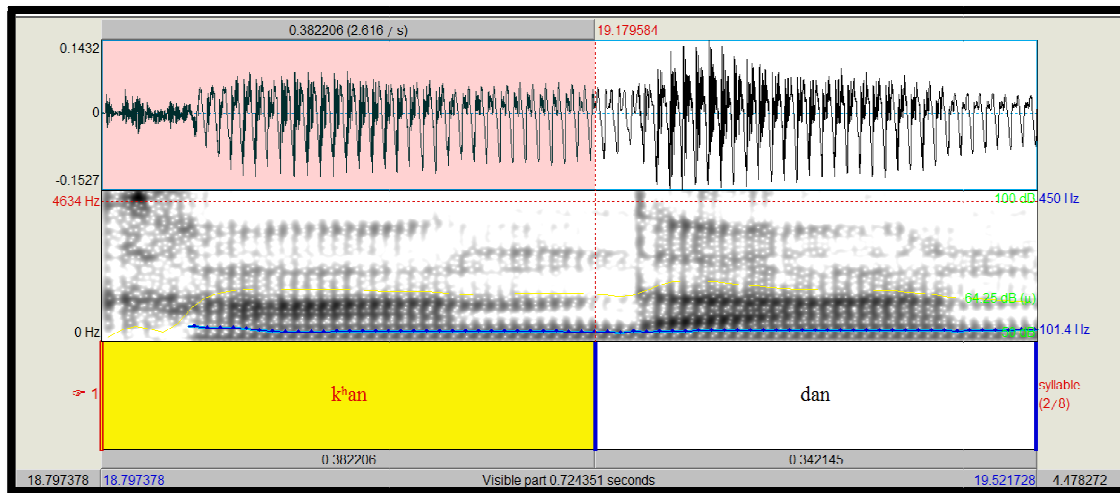 0.382206 (2.616 / s) 19.179584
0.1432
0
-0.1527
4634 Hz 100 dB 450 Hz
64.25 dB (µ)
0 Hz 101.4 Hz
☞ 1 kʰan dan syllable
(2/8)
0.382206 0.342145
18.797378 18.797378 Visible part 0.724351 seconds 19.521728 4.478272